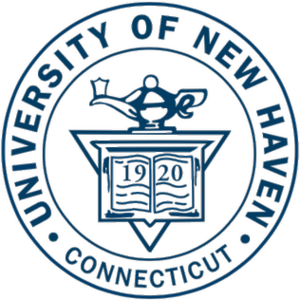 • UNIVERSITY OF NEW HAVEN •
CONNECTICUT
1920